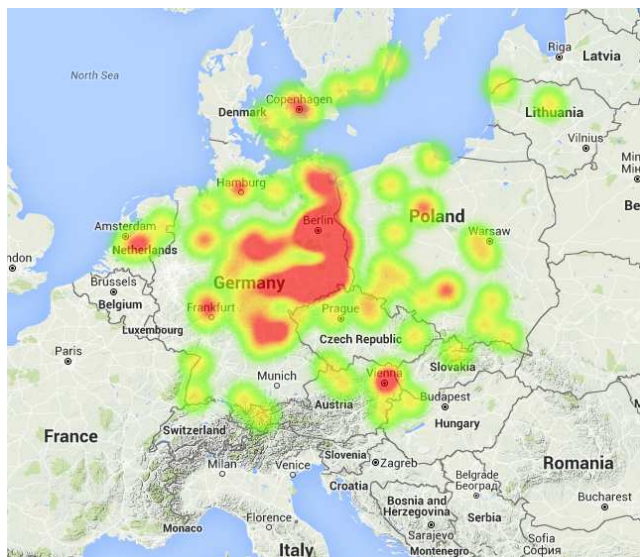 Riga
Latvia
North Sea
Copenhagen
Denmark
Lithuania
Vilnius
Hamburg
Poland
Amsterdam
Berlin
Warsaw
Netherlands
Germany
Brussels
Belgium
Frankfurt
Prague
Luxembourg
Czech Republic
Paris
Slovakia
Munich
Vienna
Budapest
Austria
Hungary
France
Switzerland
Slovenia
Zagreb
Romania
Milan
Venice
Croatia
Belgrade
Београд
Bosnia and
Herzegovina
Bucharest
Monaco
Florence
Serbia
Sarajevo
Sofia
Montenegro
София
Italy